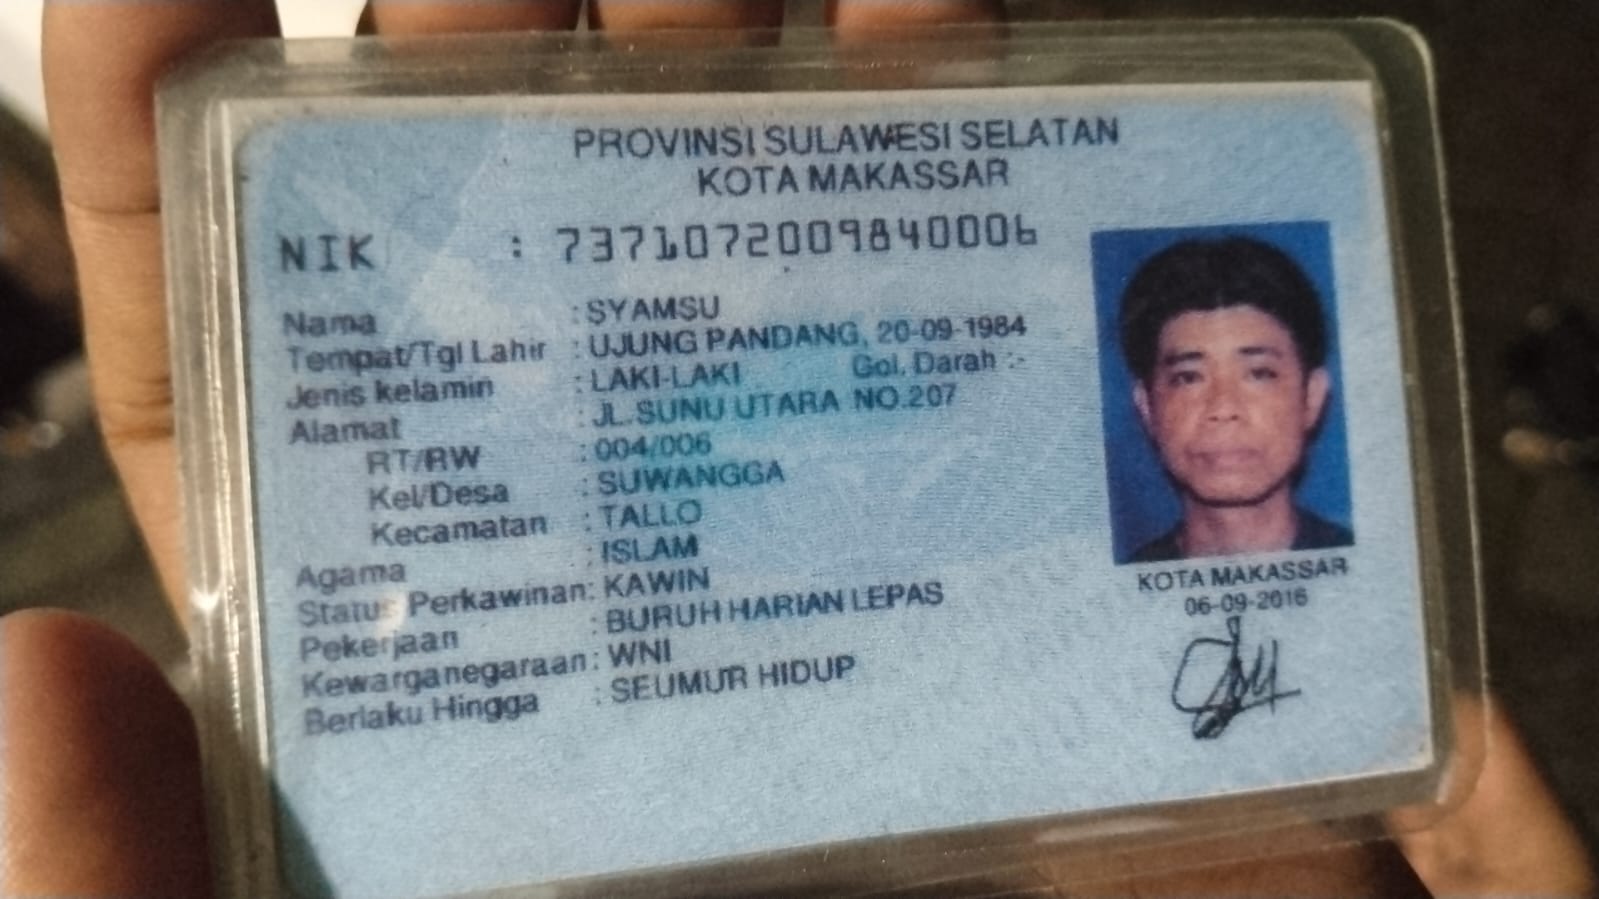 PROVINSI SULAWESI SELATAN
KOTA MAKASSAR
NIK : 7371072009840006
Nama : SYAMSU
Tempat/Tgl Lahir : UJUNG PANDANG, 20-09-1984
Jenis kelamin : LAKI-LAKI Gol. Darah :-
Alamat : JL.SUNU UTARA NO.207
RT/RW : 004/006
Kel/Desa : SUWANGGA
Kecamatan : TALLO
Agama : ISLAM
Status Perkawinan: KAWIN
Pekerjaan : BURUH HARIAN LEPAS
Kewarganegaraan: WNI
Berlaku Hingga : SEUMUR HIDUP
KOTA MAKASSAR
06-09-2016